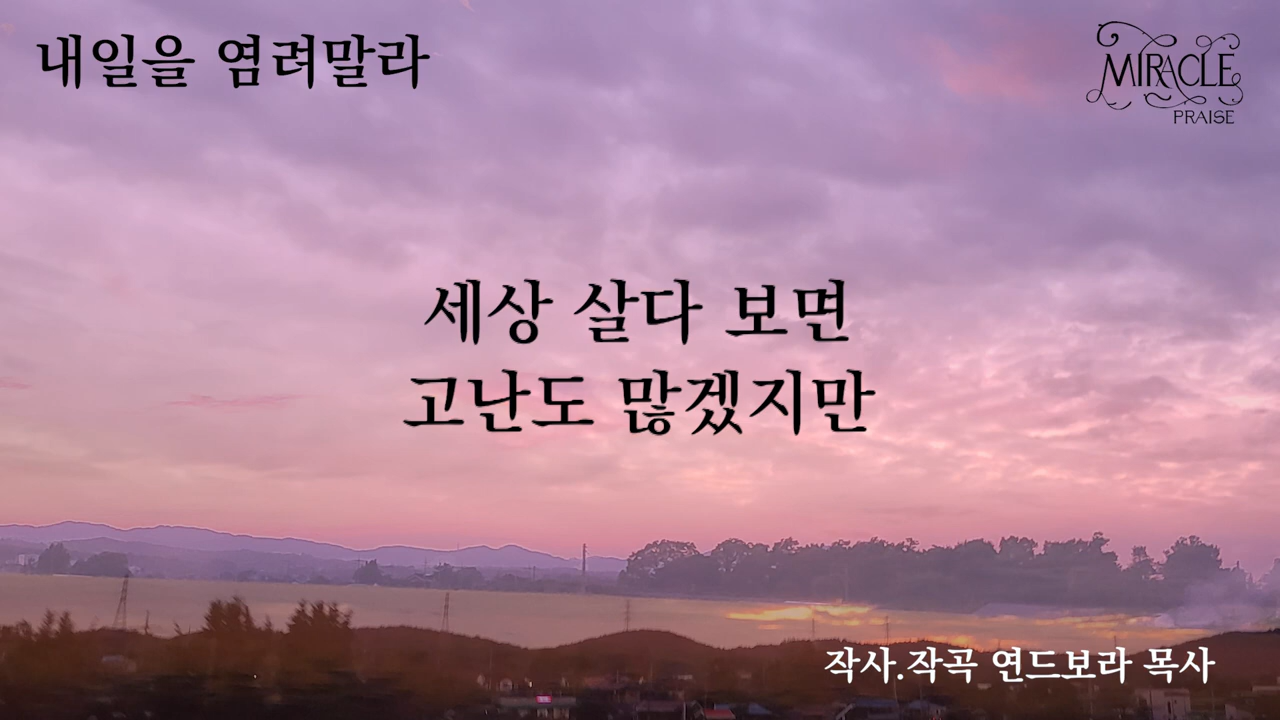 내일을 염려말라
MIRACLE
PRAISE
세상 살다 보면
고난도 많겠지만
작사.작곡 연드보라 목사